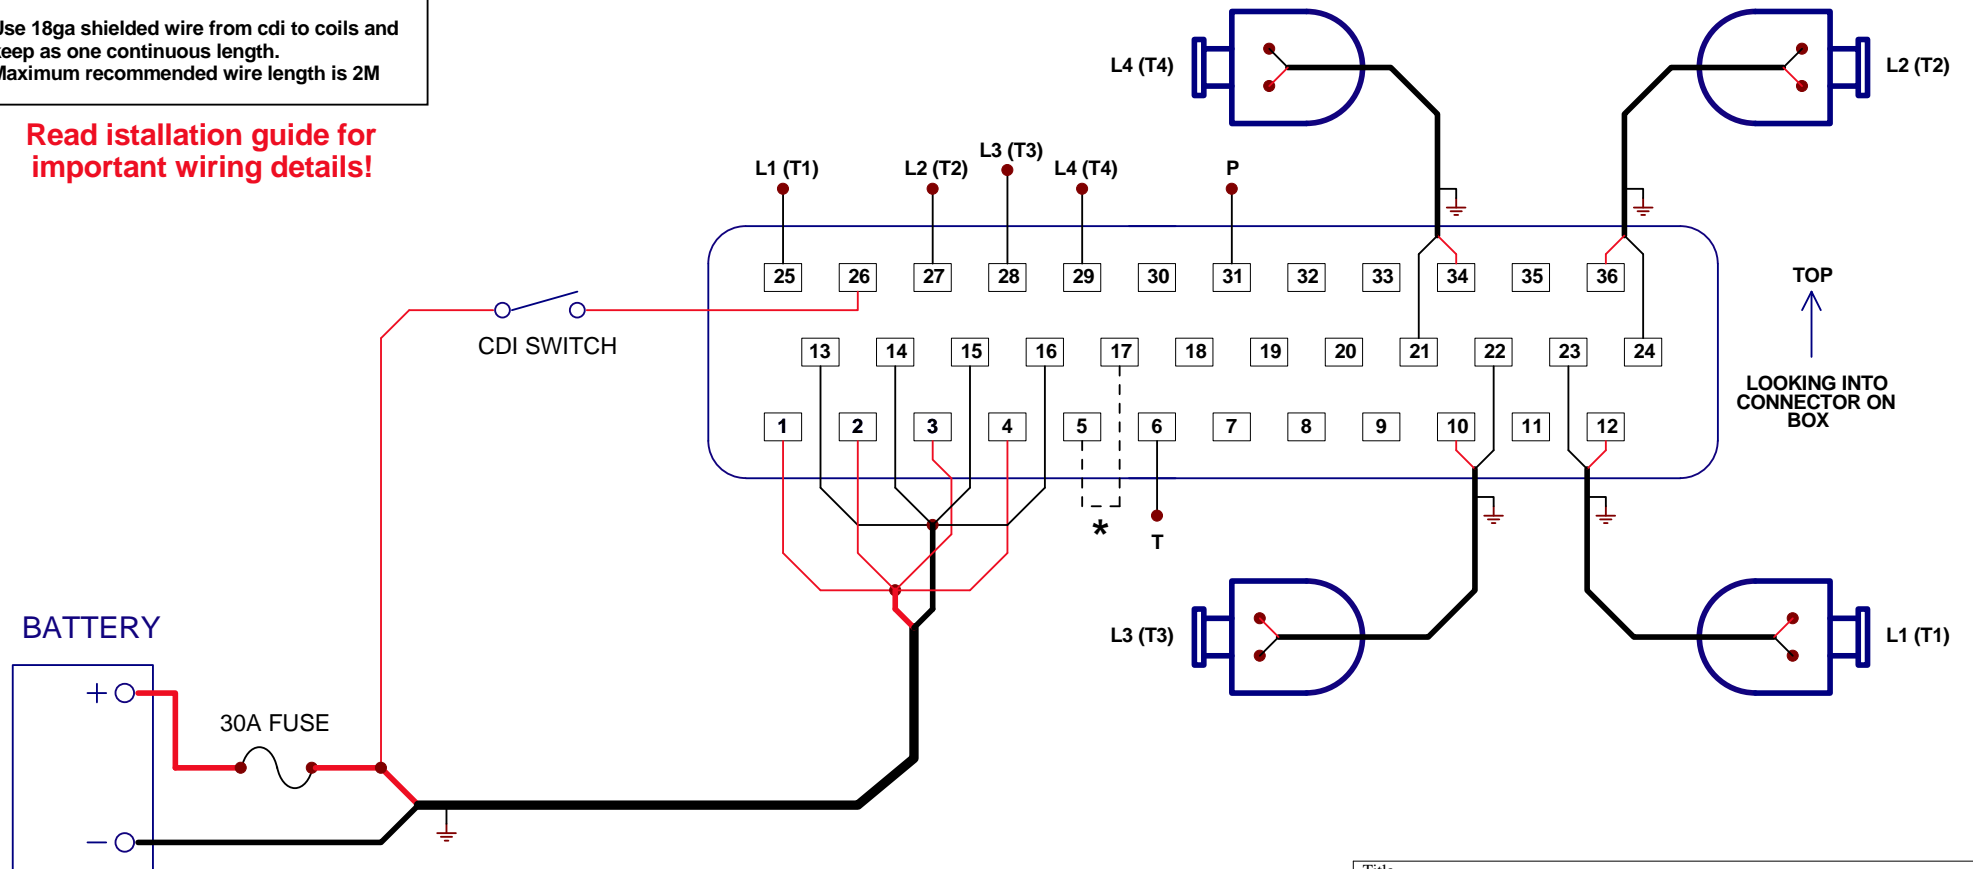 Use 18ga shielded wire from cdi to coils and
keep as one continuous length.
Maximum recommended wire length is 2M
Read istallation guide for
important wiring details!
L4 (T4)
L2 (T2)
L1 (T1)
L2 (T2)
L3 (T3)
L4 (T4)
P
25 26 27 28 29 30 31 32 33 34 35 36
TOP
CDI SWITCH
13 14 15 16 17 18 19 20 21 22 23 24
LOOKING INTO
CONNECTOR ON
BOX
1 2 3 4 5 6 7 8 9 10 11 12
*
T
BATTERY
L3 (T3)
L1 (T1)
+
30A FUSE
–